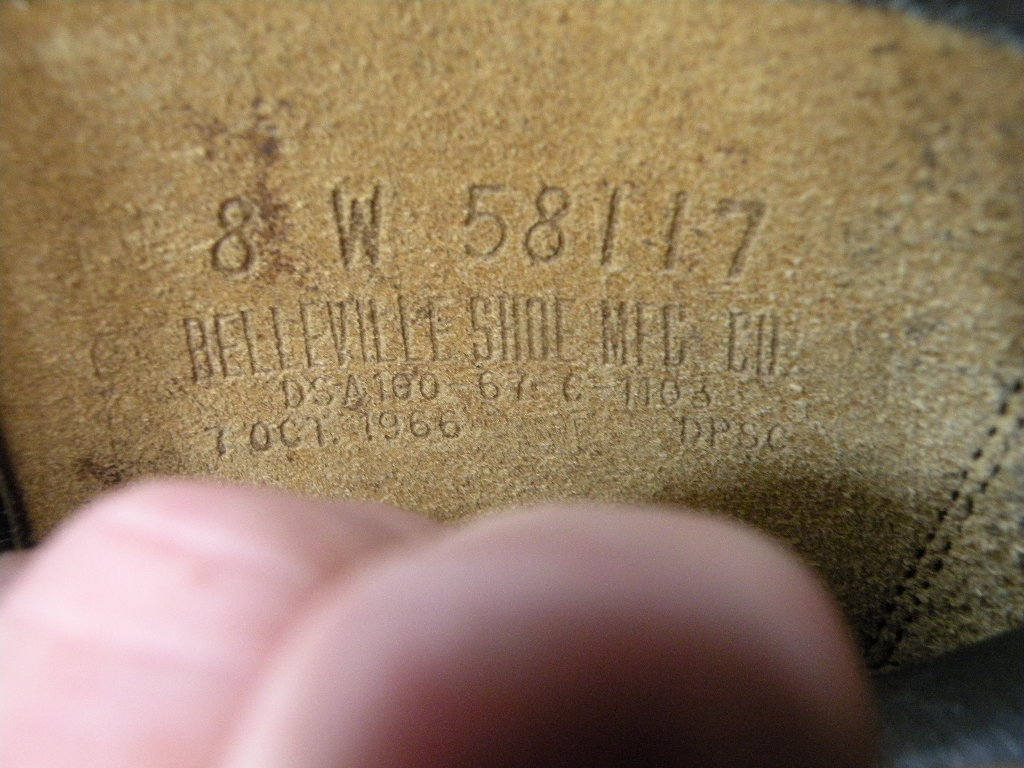 8 W 58117
BELLEVILLE SHOE MFG. CO.
DSA100-67-C-1103
7 OCT. 1966 DPSC